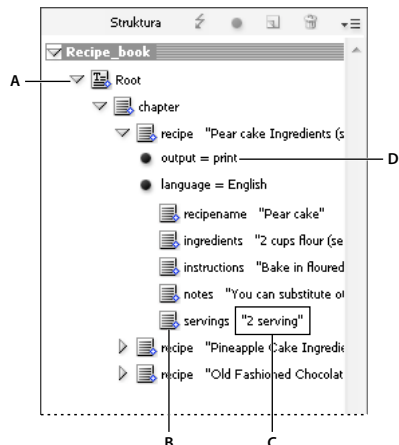 Struktura
Recipe_book
A
Root
chapter
recipe "Pear cake Ingredients (s
output = print
D
language = English
recipename "Pear cake"
ingredients "2 cups flour (se
instructions "Bake in floured
notes "You can substitute ot
servings "2 serving"
recipe "Pineapple Cake Ingredie
recipe "Old Fashioned Chocolat
B
C